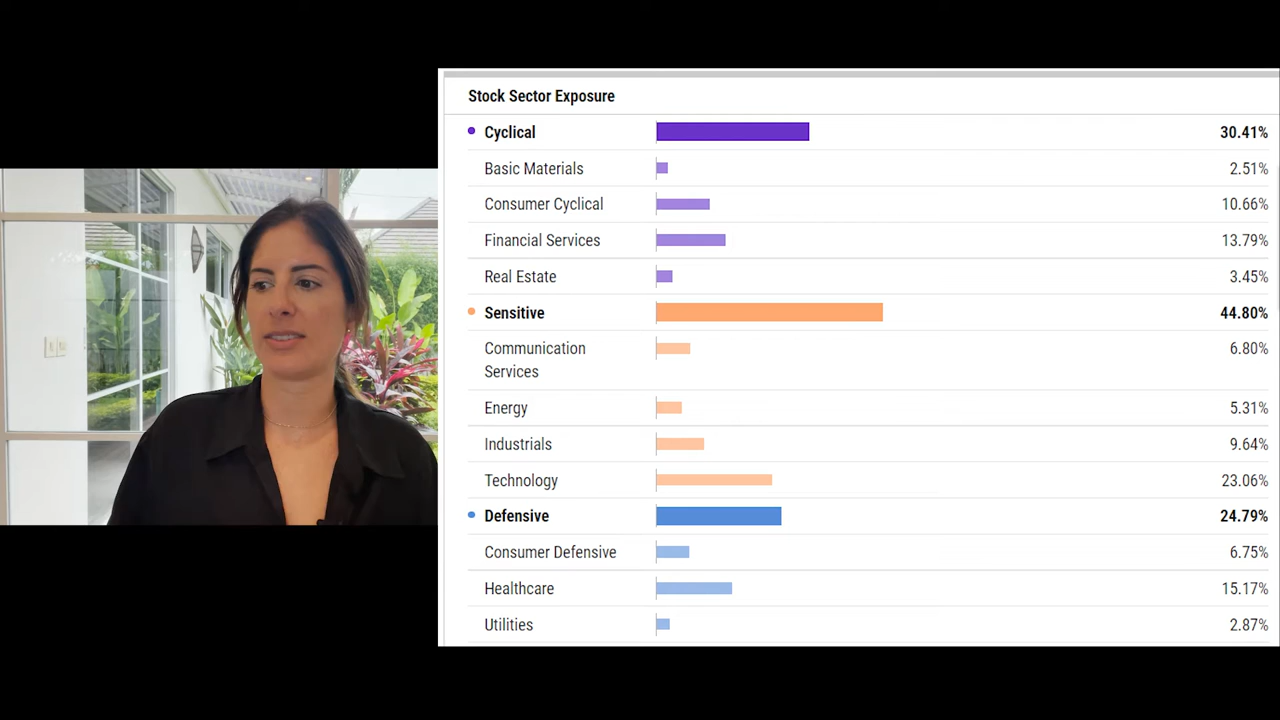 Stock Sector Exposure
Cyclical 30.41%
Basic Materials 2.51%
Consumer Cyclical 10.66%
Financial Services 13.79%
Real Estate 3.45%
Sensitive 44.80%
Communication 6.80%
Services
Energy 5.31%
Industrials 9.64%
Technology 23.06%
Defensive 24.79%
Consumer Defensive 6.75%
Healthcare 15.17%
Utilities 2.87%